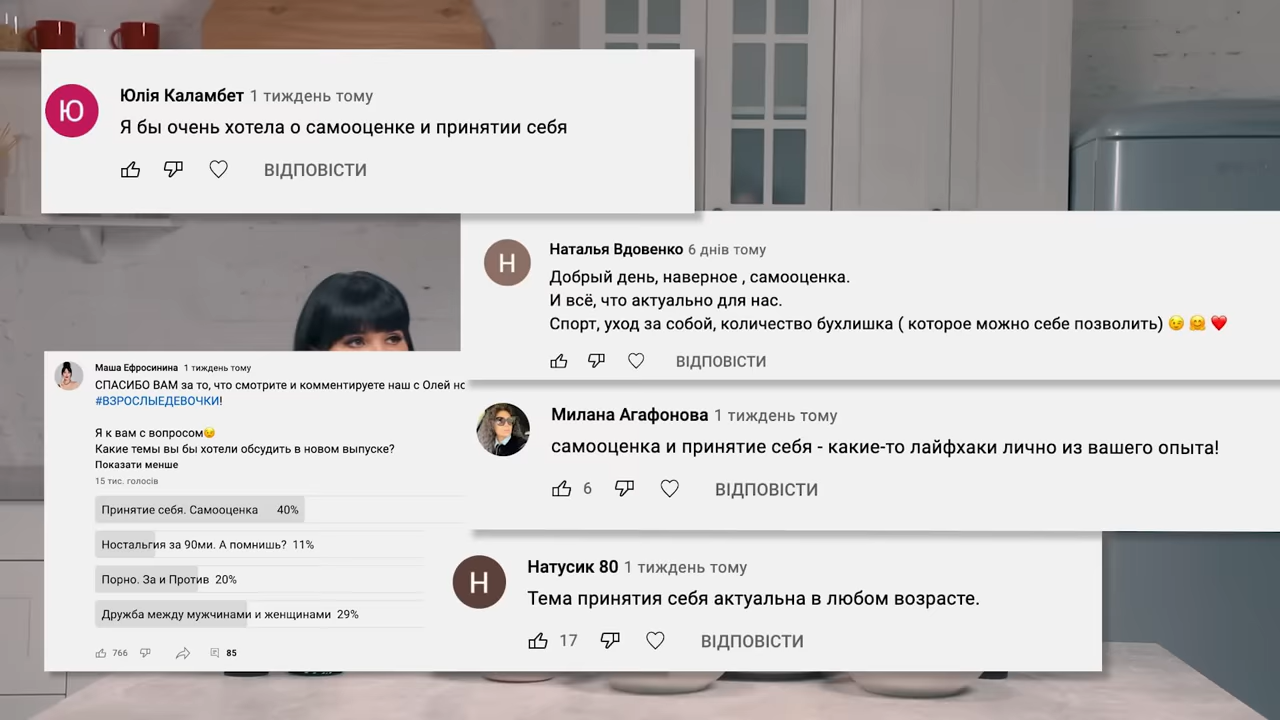 Юлія Каламбет 1 тиждень тому
Я бы очень хотела о самооценке и принятии себя
ВІДПОВІСТИ
Наталья Вдовенко 6 днів тому
Добрый день, наверное , самооценка.
И всё, что актуально для нас.
Спорт, уход за собой, количество бухлишка ( которое можно себе позволить) 😉 🤗 ❤️
ВІДПОВІСТИ
Маша Ефросинина 1 тиждень тому
СПАСИБО ВАМ за то, что смотрите и комментируете наш с Олей
#ВЗРОСЛЫЕДЕВОЧКИ!
Я к вам с вопросом😉
Какие темы вы бы хотели обсудить в новом выпуске?
Показати менше
15 тис. голосів
Принятие себя. Самооценка 40%
Ностальгия за 90ми. А помнишь? 11%
Порно. За и Против 20%
Дружба между мужчинами и женщинами 29%
766 85
Милана Агафонова 1 тиждень тому
самооценка и принятие себя - какие-то лайфхаки лично из вашего опыта!
6 ВІДПОВІСТИ
Натусик 80 1 тиждень тому
Тема принятия себя актуальна в любом возрасте.
17 ВІДПОВІСТИ